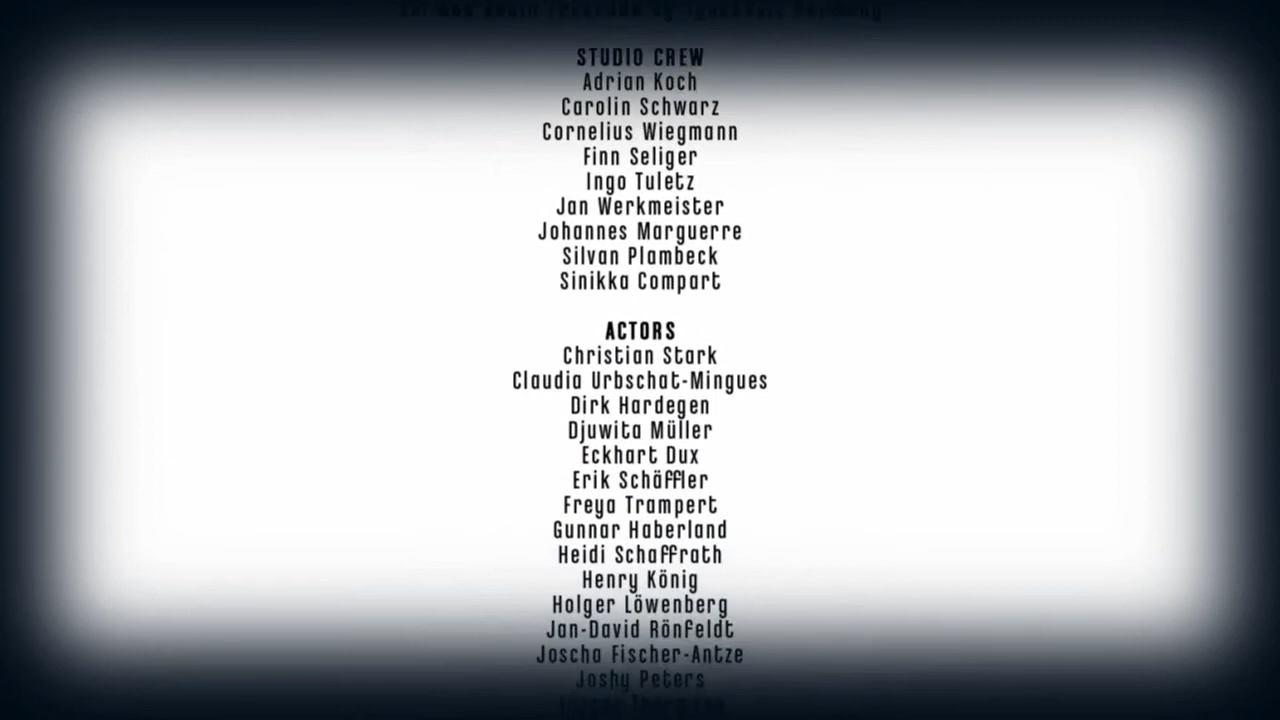 STUDIO CREW
Adrian Koch
Carolin Schwarz
Cornelius Wiegmann
Finn Seliger
Ingo Tuletz
Jan Werkmeister
Johannes Marguerre
Silvan Plambeck
Sinikka Compart
ACTORS
Christian Stark
Claudia Urbschat-Mingues
Dirk Hardegen
Djuwita Müller
Eckhart Dux
Erik Schäffler
Freya Trampert
Gunnar Haberland
Heidi Schaffrath
Henry König
Holger Löwenberg
Jan-David Rönfeldt
Joscha Fischer-Antze
Joshy Peters